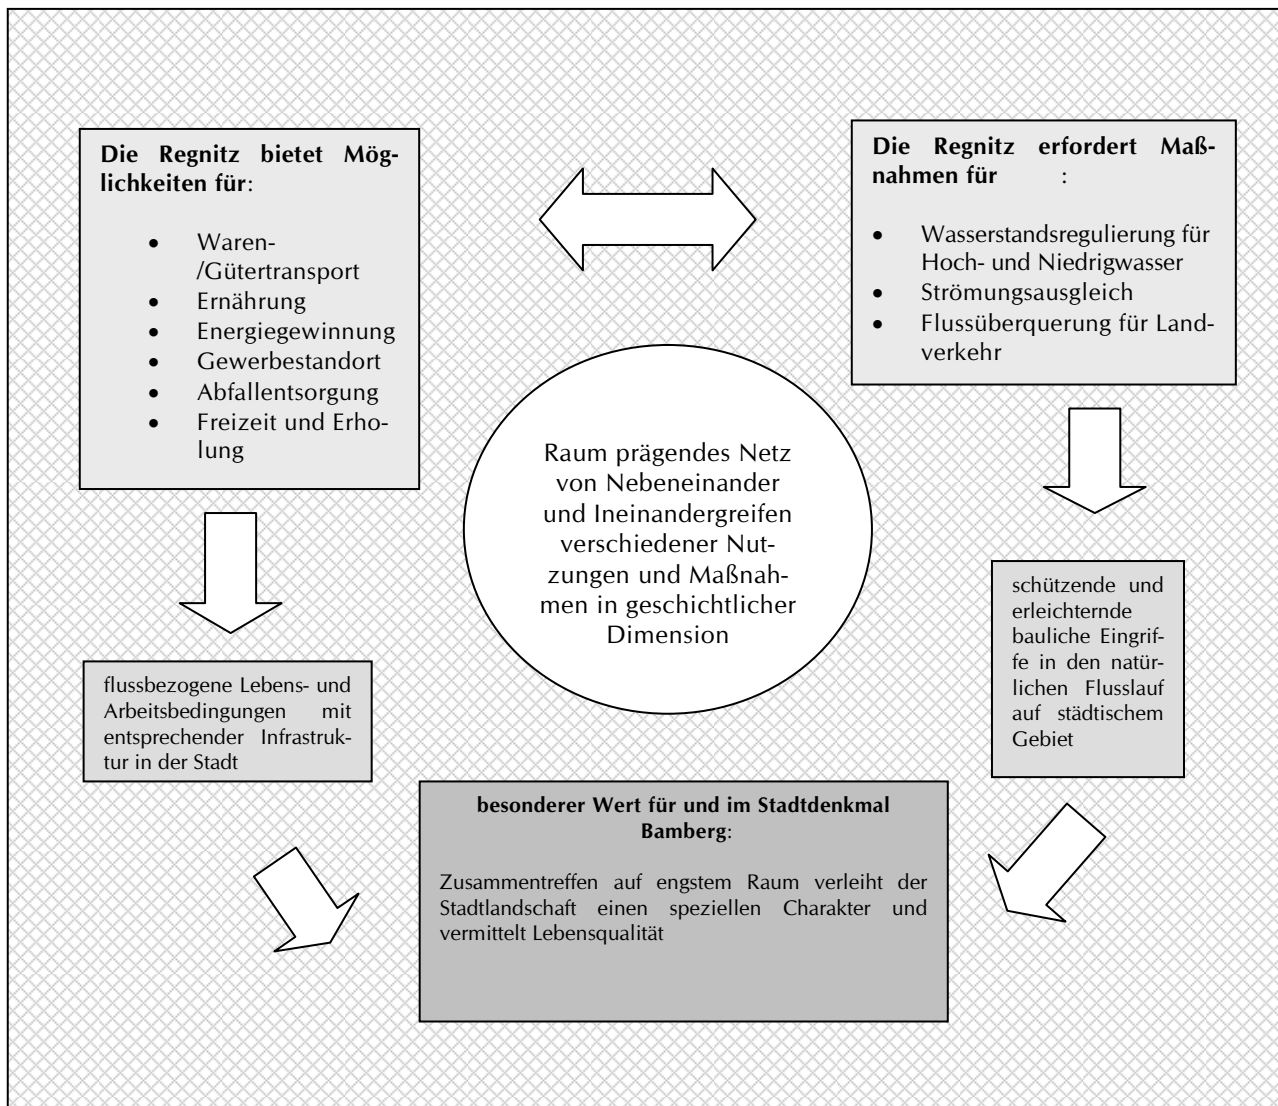 Die Regnitz bietet Mög-
lichkeiten für:
• Waren-
/Gütertransport
• Ernährung
• Energiegewinnung
• Gewerbestandort
• Abfallentsorgung
• Freizeit und Erho-
lung
Die Regnitz erfordert Maß-
nahmen für :
• Wasserstandsregulierung für
Hoch- und Niedrigwasser
• Strömungsausgleich
• Flussüberquerung für Land-
verkehr
Raum prägendes Netz
von Nebeneinander
und Ineinandergreifen
verschiedener Nut-
zungen und Maßnah-
men in geschichtlicher
Dimension
flussbezogene Lebens- und
Arbeitsbedingungen mit
entsprechender Infrastruk-
tur in der Stadt
schützende und
erleichternde
bauliche Eingrif-
fe in den natür-
lichen Flusslauf
auf städtischem
Gebiet
besonderer Wert für und im Stadtdenkmal
Bamberg:
Zusammentreffen auf engstem Raum verleiht der
Stadtlandschaft einen speziellen Charakter und
vermittelt Lebensqualität